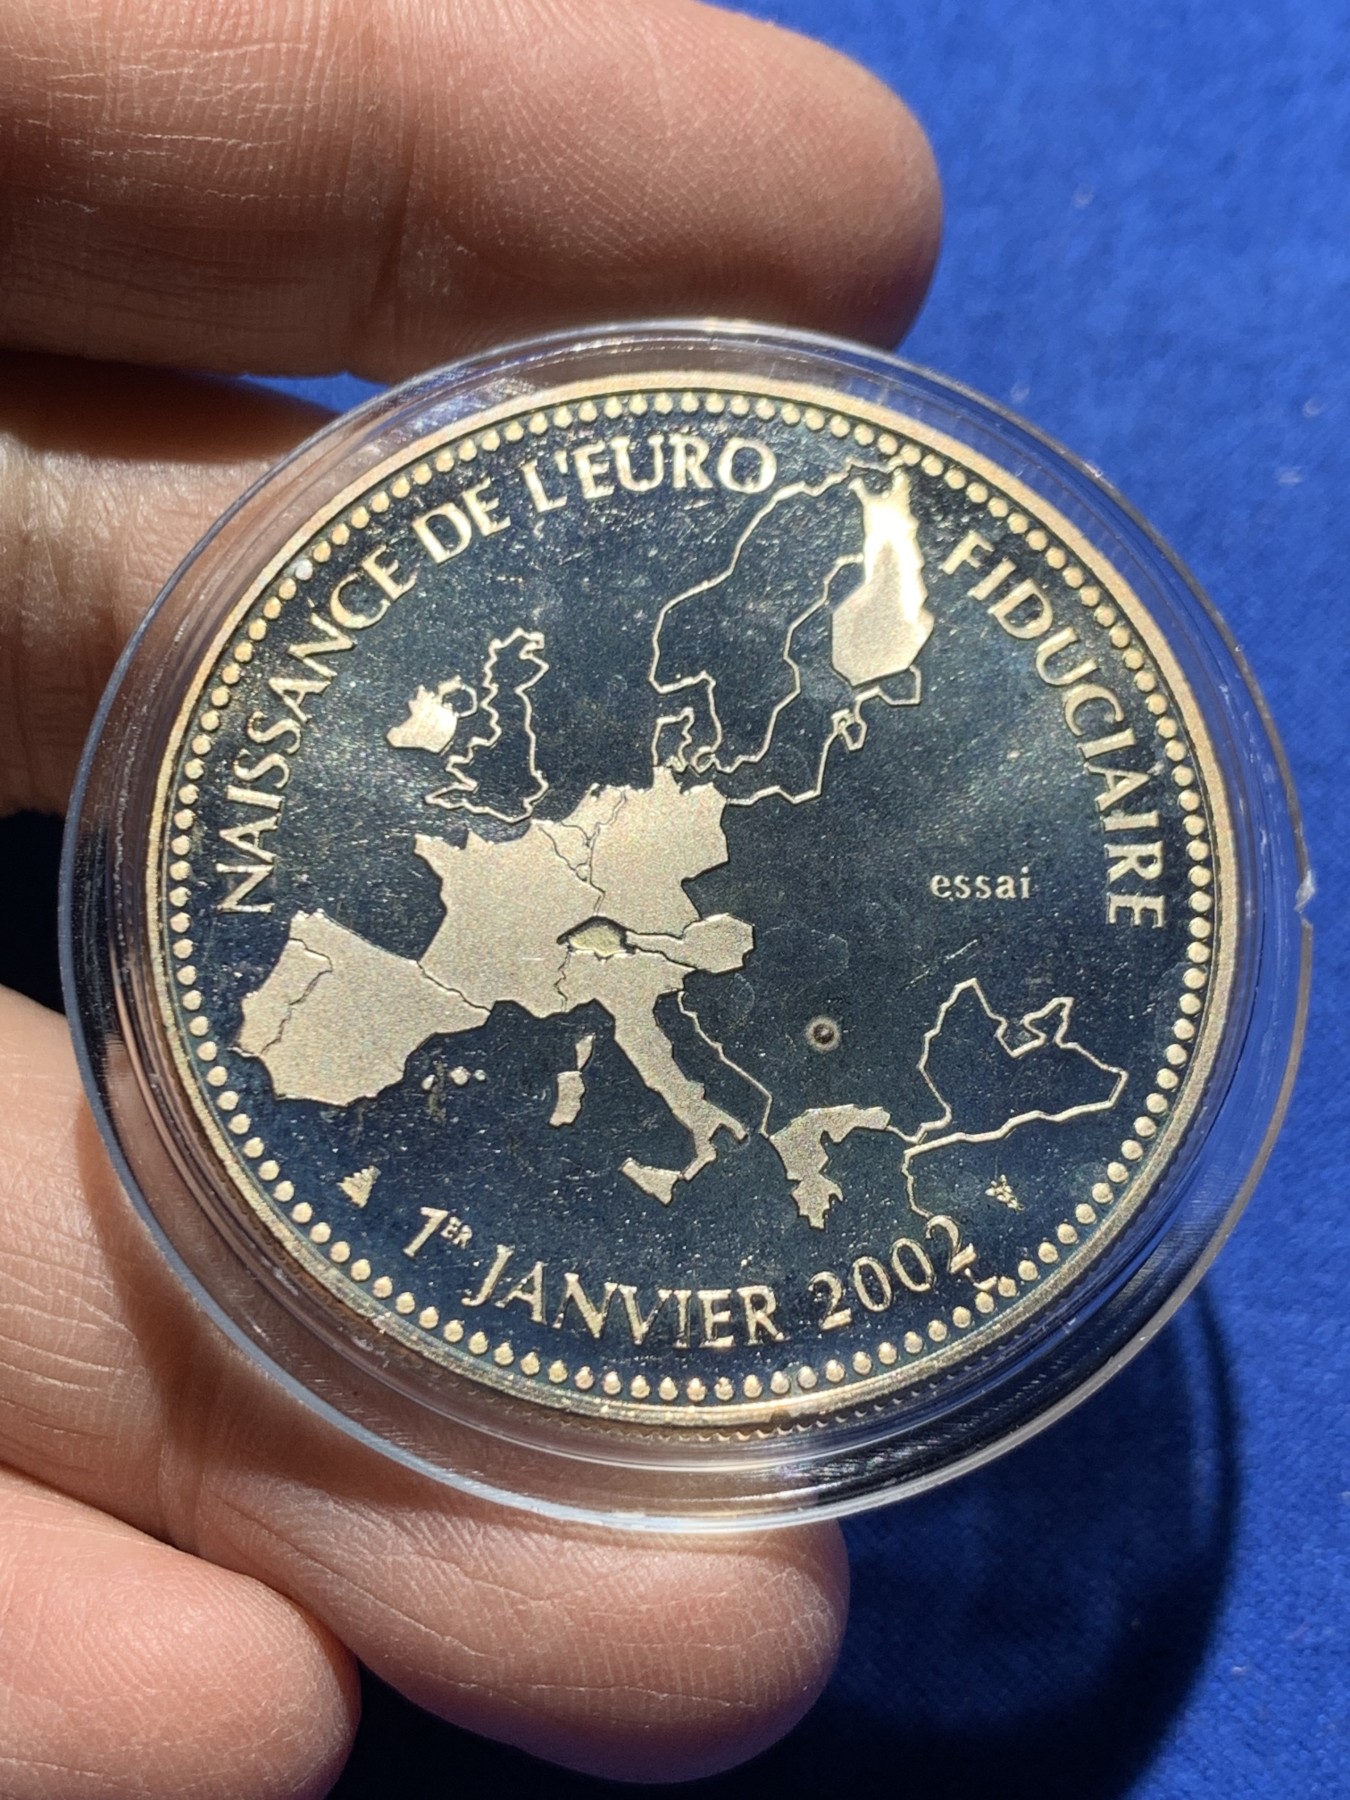 NAISSANCE DE L'EURO FIDUCIAIRE
essai
1ER JANVIER 2002